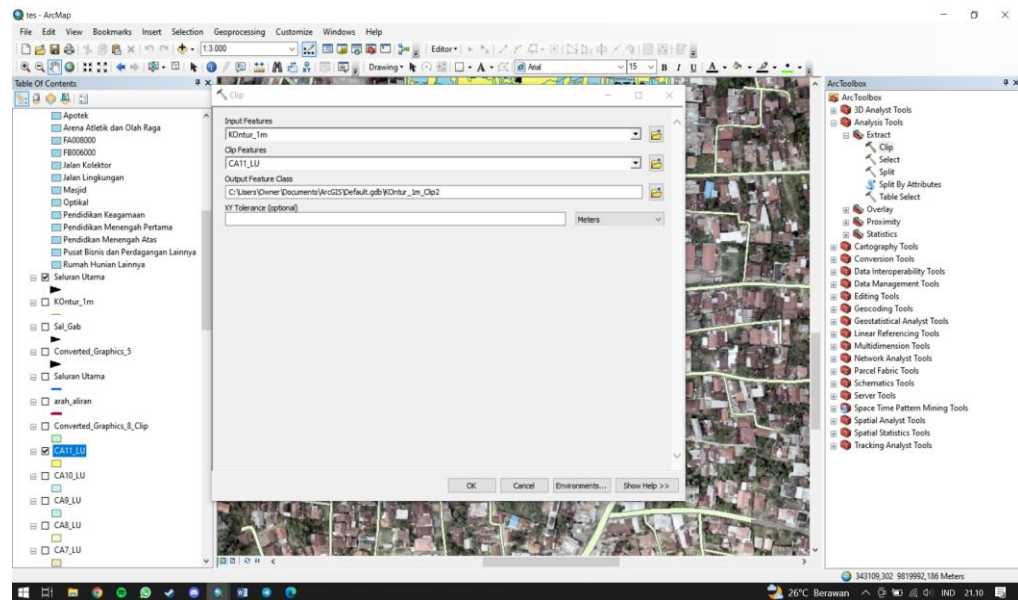 tes - ArcMap
File Edit View Bookmarks Insert Selection Geoprocessing Customize Windows Help
1:3.000
Editor
Drawing
Arial
15
B I U A
Table Of Contents
Apotek
Arena Atletik dan Olah Raga
FA008000
FB006000
Jalan Kolektor
Jalan Lingkungan
Masjid
Optikal
Pendidikan Keagamaan
Pendidikan Menengah Pertama
Pendidikan Menengah Atas
Pusat Bisnis dan Perdagangan Lainnya
Rumah Hunian Lainnya
Saluran Utama
KOntur_1m
Sal_Gab
Converted_Graphics_5
Saluran Utama
arah_aliran
Converted_Graphics_8_Clip
CA11_LU
CA10_LU
CA9_LU
CA8_LU
CA7_LU
Clip
Input Features
KOntur_1m
Clip Features
CA11_LU
Output Feature Class
C:\Users\Owner\Documents\ArcGIS\Default.gdb\KOntur_1m_Clip2
XY Tolerance (optional)
Meters
OK Cancel Environments... Show Help >>
ArcToolbox
ArcToolbox
3D Analyst Tools
Analysis Tools
Extract
Clip
Select
Split
Split By Attributes
Table Select
Overlay
Proximity
Statistics
Cartography Tools
Conversion Tools
Data Interoperability Tools
Data Management Tools
Editing Tools
Geocoding Tools
Geostatistical Analyst Tools
Linear Referencing Tools
Multidimension Tools
Network Analyst Tools
Parcel Fabric Tools
Schematics Tools
Server Tools
Space Time Pattern Mining Tools
Spatial Analyst Tools
Spatial Statistics Tools
Tracking Analyst Tools
343109,302 9819992,186 Meters
26°C Berawan
IND 21.10